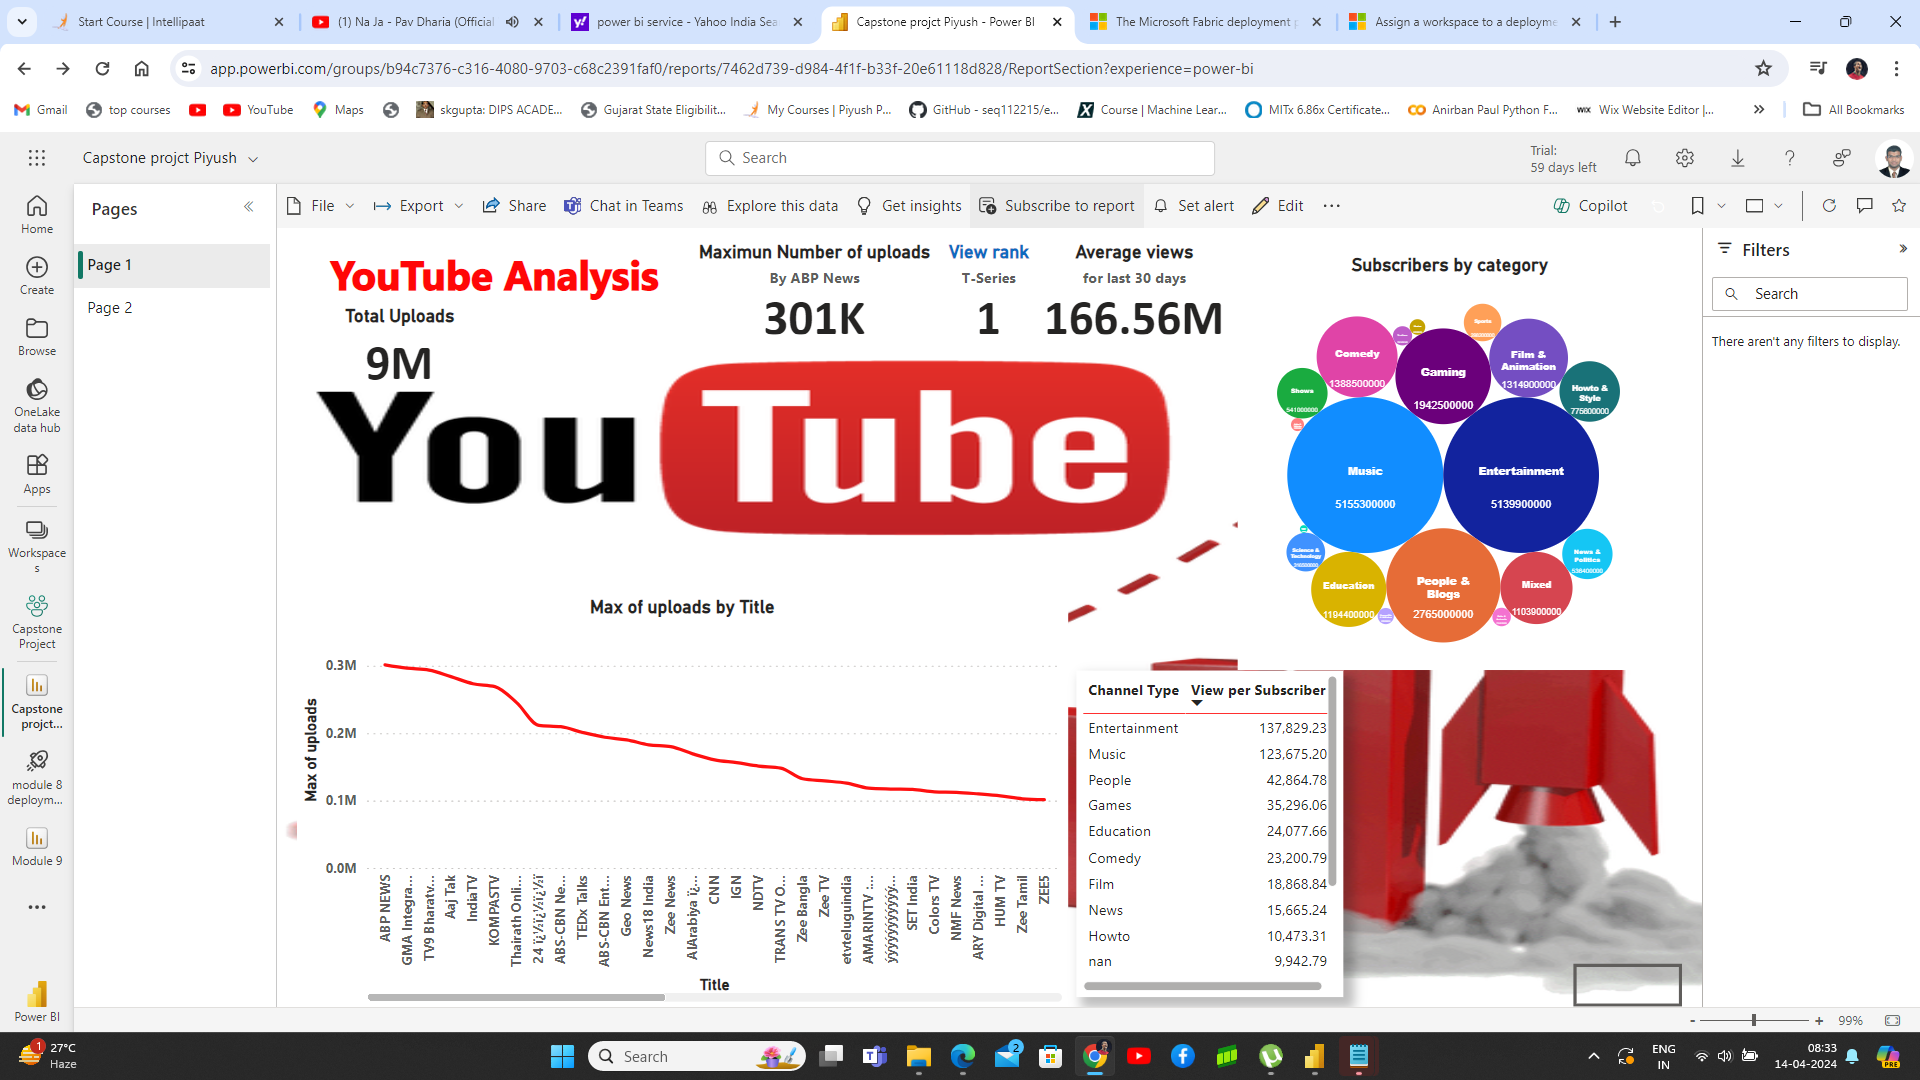 Start Course | Intellipaat
(1) Na Ja - Pav Dharia (Official
power bi service - Yahoo India Sea
Capstone projct Piyush - Power BI
The Microsoft Fabric deployment p
Assign a workspace to a deployme
app.powerbi.com/groups/b94c7376-c316-4080-9703-c68c2391faf0/reports/7462d739-d984-4f1f-b33f-20e61118d828/ReportSection?experience=power-bi
Gmail
top courses
YouTube
Maps
skgupta: DIPS ACADE...
Gujarat State Eligibilit...
My Courses | Piyush P...
GitHub - seq112215/e...
Course | Machine Lear...
MITx 6.86x Certificate...
Anirban Paul Python F...
WIX
Wix Website Editor |...
All Bookmarks
Capstone projct Piyush
Search
Trial:
59 days left
Home
Create
Browse
OneLake
data hub
Apps
Workspace
s
Capstone
Project
Capstone
projct...
module 8
deploym...
Module 9
Power BI
Pages
Page 1
Page 2
File
Export
Share
Chat in Teams
Explore this data
Get insights
Subscribe to report
Set alert
Edit
Copilot
YouTube Analysis
Total Uploads
9M
Maximun Number of uploads
By ABP News
301K
View rank
T-Series
1
Average views
for last 30 days
166.56M
YouTube
Subscribers by category
Sports
Comedy
1388500000
Gaming
1942500000
Film &
Animation
1314900000
Shows
541000000
Howto &
Style
775600000
Music
5155300000
Entertainment
5139900000
Science &
Technology
News &
Politics
536400000
Education
1194400000
People &
Blogs
2765000000
Mixed
1103900000
Max of uploads by Title
Max of uploads
0.3M
0.2M
0.1M
0.0M
ABP NEWS
GMA Integra...
TV9 Bharatv...
Aaj Tak
IndiaTV
KOMPASTV
Thairath Onli...
24 ï¿½ï¿½ï¿½ï
ABS-CBN Ne...
TEDx Talks
ABS-CBN Ent...
Geo News
News18 India
Zee News
AlArabiya ï¿...
CNN
IGN
NDTV
TRANS TV O...
Zee Bangla
Zee TV
etvteluguindia
AMARINTV :...
ýýýýýýýýýý...
SET India
Colors TV
NMF News
ARY Digital ...
HUM TV
Zee Tamil
ZEE5
Title
Channel Type View per Subscriber
Entertainment 137,829.23
Music 123,675.20
People 42,864.78
Games 35,296.06
Education 24,077.66
Comedy 23,200.79
Film 18,868.84
News 15,665.24
Howto 10,473.31
nan 9,942.79
Filters
Search
There aren't any filters to display.
- + 99%
1
27°C
Haze
Search
2
ENG
IN
08:33
14-04-2024
PRE